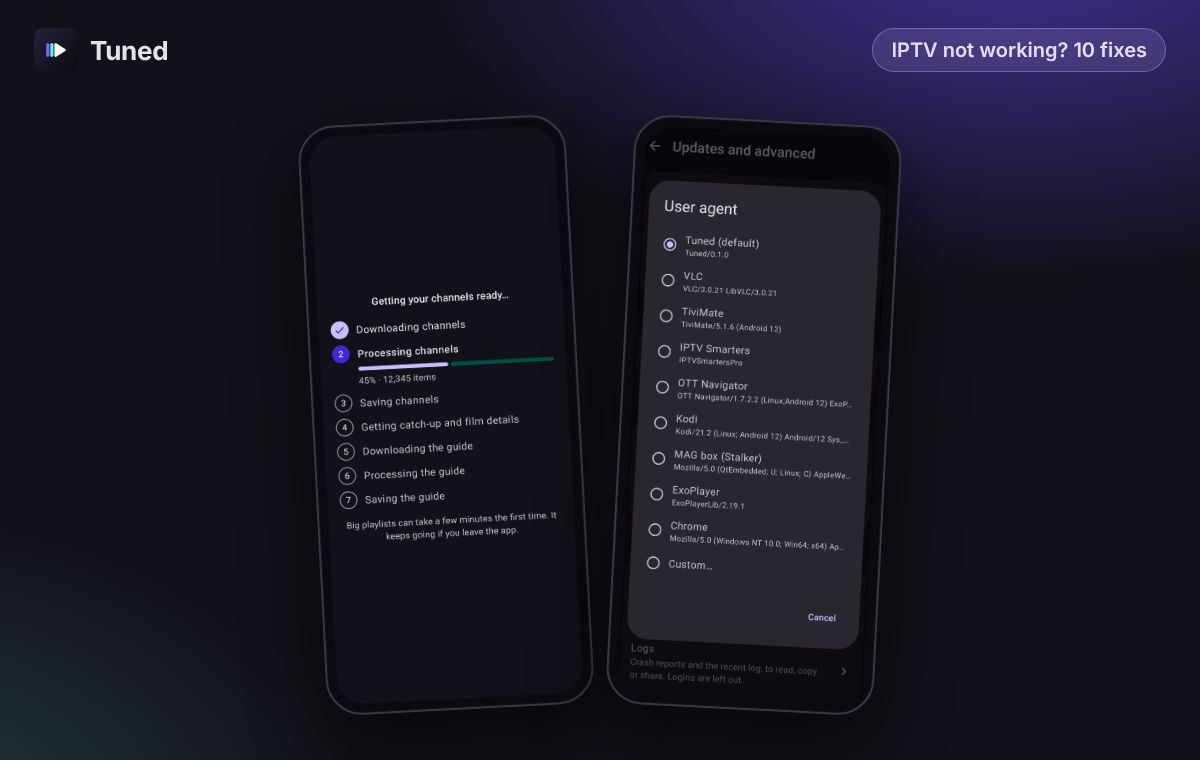 Tuned
IPTV not working? 10 fixes
Getting your channels ready...
Downloading channels
2 Processing channels
45% · 12,345 items
3 Saving channels
4 Getting catch-up and film details
5 Downloading the guide
6 Processing the guide
7 Saving the guide
Big playlists can take a few minutes the first time. It
keeps going if you leave the app.
Updates and advanced
User agent
Tuned (default)
Tuned/0.1.0
VLC
VLC/3.0.21 LibVLC/3.0.21
TiviMate
TiviMate/5.1.6 (Android 12)
IPTV Smarters
IPTVSmartersPro
OTT Navigator
OTT Navigator/1.7.2.2 (Linux;Android 12) ExoP...
Kodi
Kodi/21.2 (Linux; Android 12) Android/12 Sys_...
MAG box (Stalker)
Mozilla/5.0 (QtEmbedded; U; Linux; C) AppleWe...
ExoPlayer
ExoPlayerLib/2.19.1
Chrome
Mozilla/5.0 (Windows NT 10.0; Win64; x64) Ap...
Custom...
Cancel
Logs
Crash reports and the recent log, to read, copy
or share. Logins are left out.